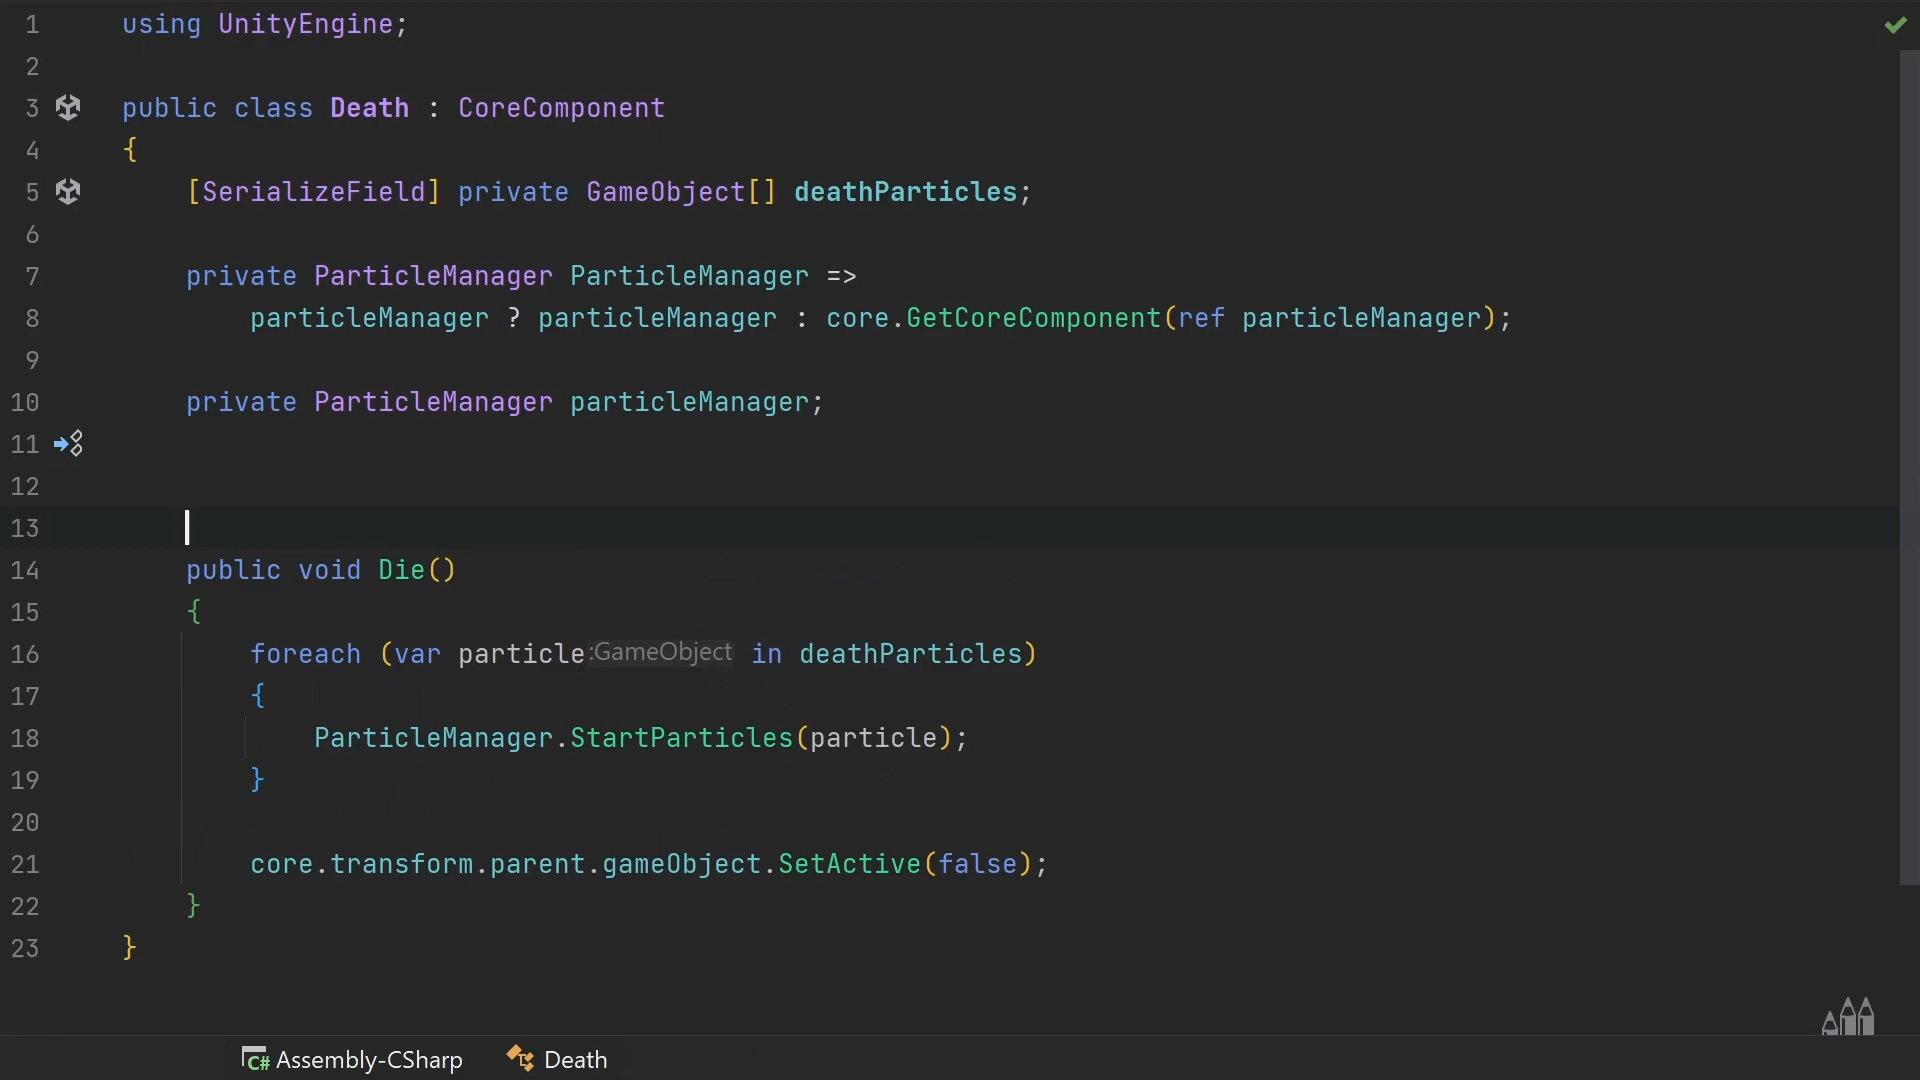 1 using UnityEngine;
2
3 public class Death : CoreComponent
4 {
5 [SerializeField] private GameObject[] deathParticles;
6
7 private ParticleManager ParticleManager =>
8 particleManager ? particleManager : core.GetCoreComponent(ref particleManager);
9
10 private ParticleManager particleManager;
11
12
13
14 public void Die()
15 {
16 foreach (var particle:GameObject in deathParticles)
17 {
18 ParticleManager.StartParticles(particle);
19 }
20
21 core.transform.parent.gameObject.SetActive(false);
22 }
23 }
C# Assembly-CSharp Death